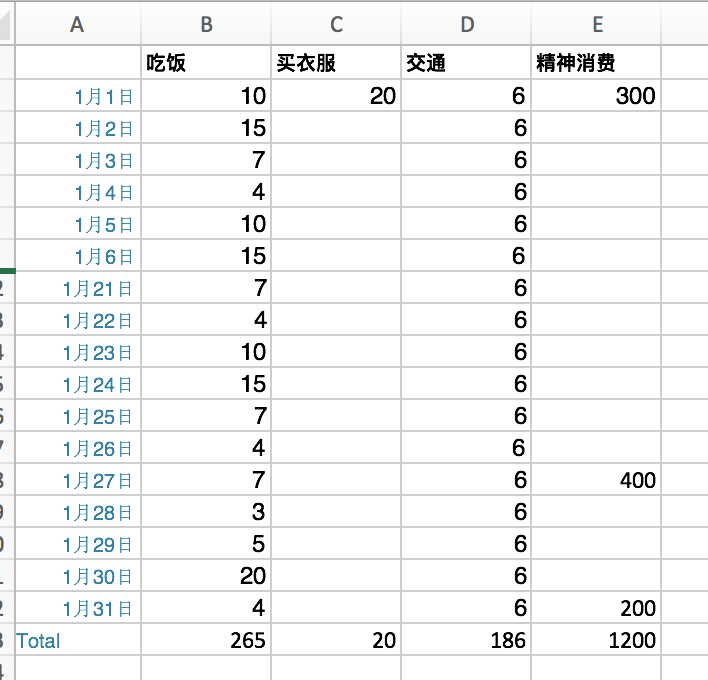 A B C D E
吃饭 买衣服 交通 精神消费
1月1日 10 20 6 300
1月2日 15 6
1月3日 7 6
1月4日 4 6
1月5日 10 6
1月6日 15 6
1月21日 7 6
1月22日 4 6
1月23日 10 6
1月24日 15 6
1月25日 7 6
1月26日 4 6
1月27日 7 6 400
1月28日 3 6
1月29日 5 6
1月30日 20 6
1月31日 4 6 200
Total 265 20 186 1200